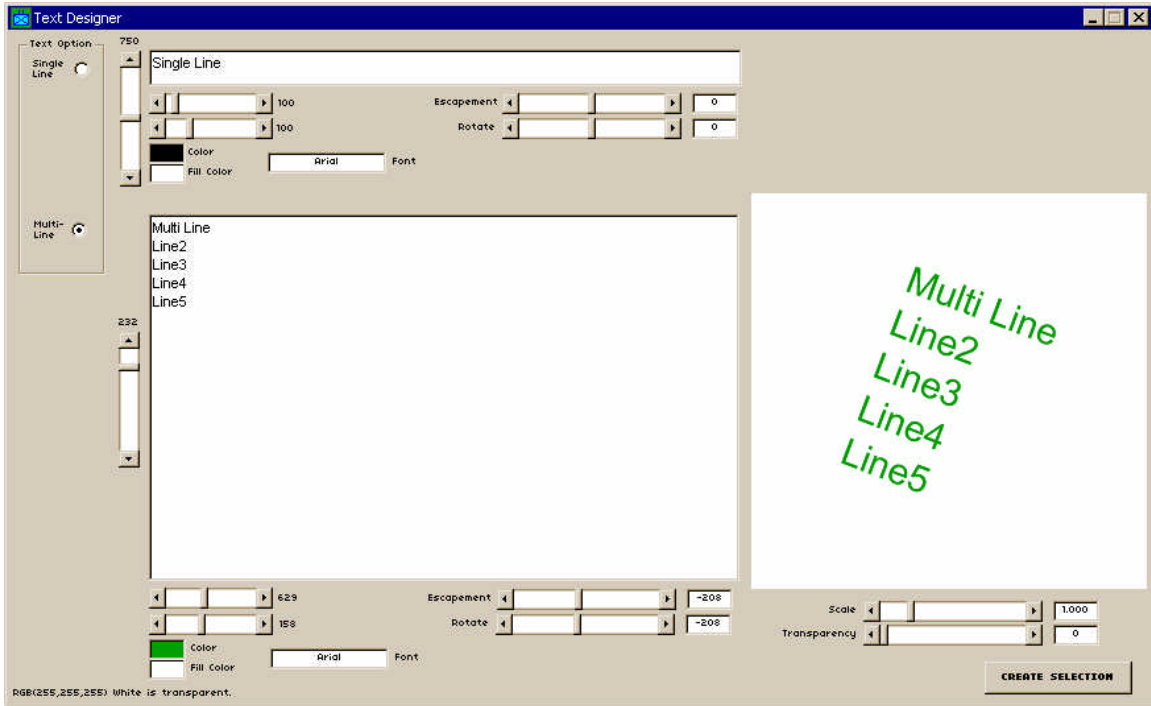 Text Designer
Text Option
750
Single
Line
Single Line
100
Escapement
0
100
Rotate
0
Color
Arial
Font
Fill Color
Multi-
Line
Multi Line
Line2
Line3
Line4
Line5
232
Multi Line
Line2
Line3
Line4
Line5
629
Escapement
-208
158
Rotate
-208
Color
Arial
Font
Fill Color
Scale
1.000
Transparency
0
CREATE SELECTION
RGB(255,255,255) White is transparent.